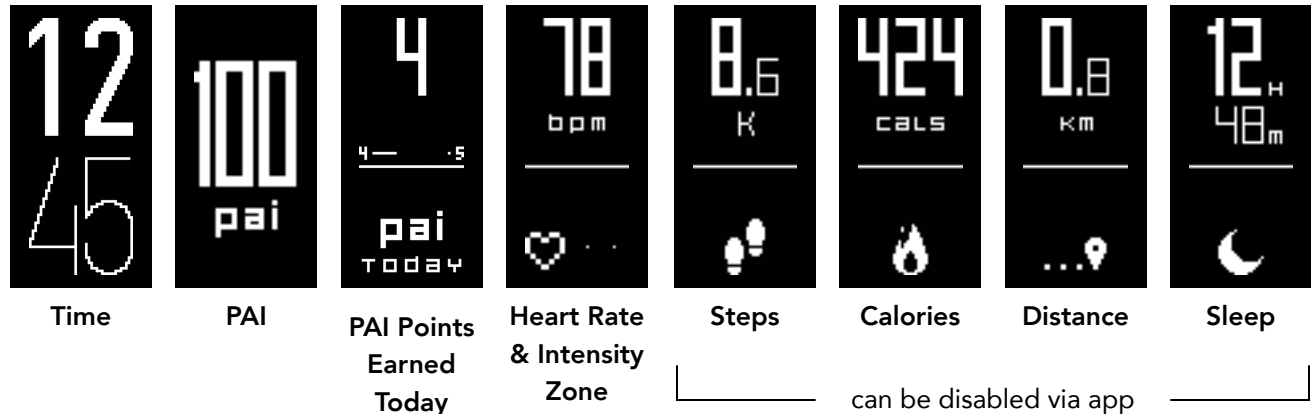 12
45
Time
100
pai
PAI
4
4 5
pai
TODAY
PAI Points
Earned
Today
78
bpm
Heart Rate
& Intensity
Zone
8.6
K
Steps
424
CALS
Calories
0.8
KM
Distance
12H
48m
Sleep
can be disabled via app